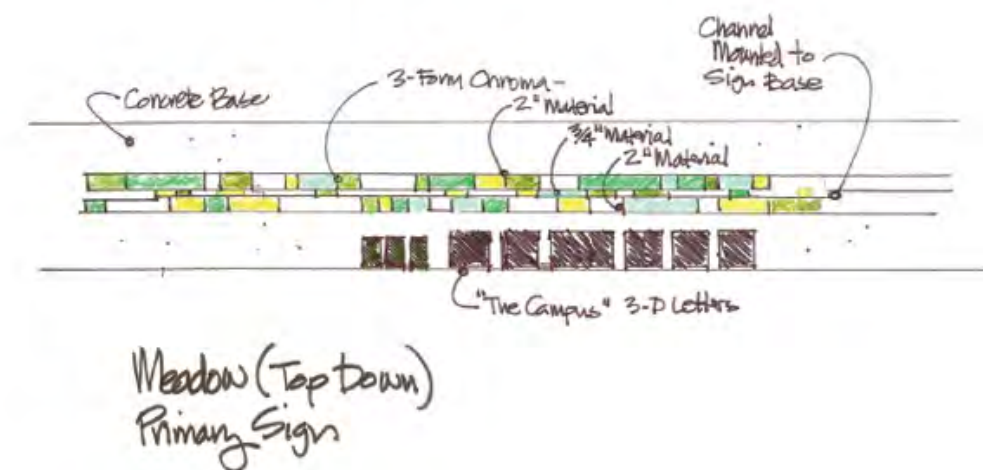 Channel
Mounted to
Sign Base
3-Form Chroma-
2" Material
Concrete Base
3/4" Material
2" Material
"The Campus" 3-D Letters
Meadow (Top Down)
Primary Sign